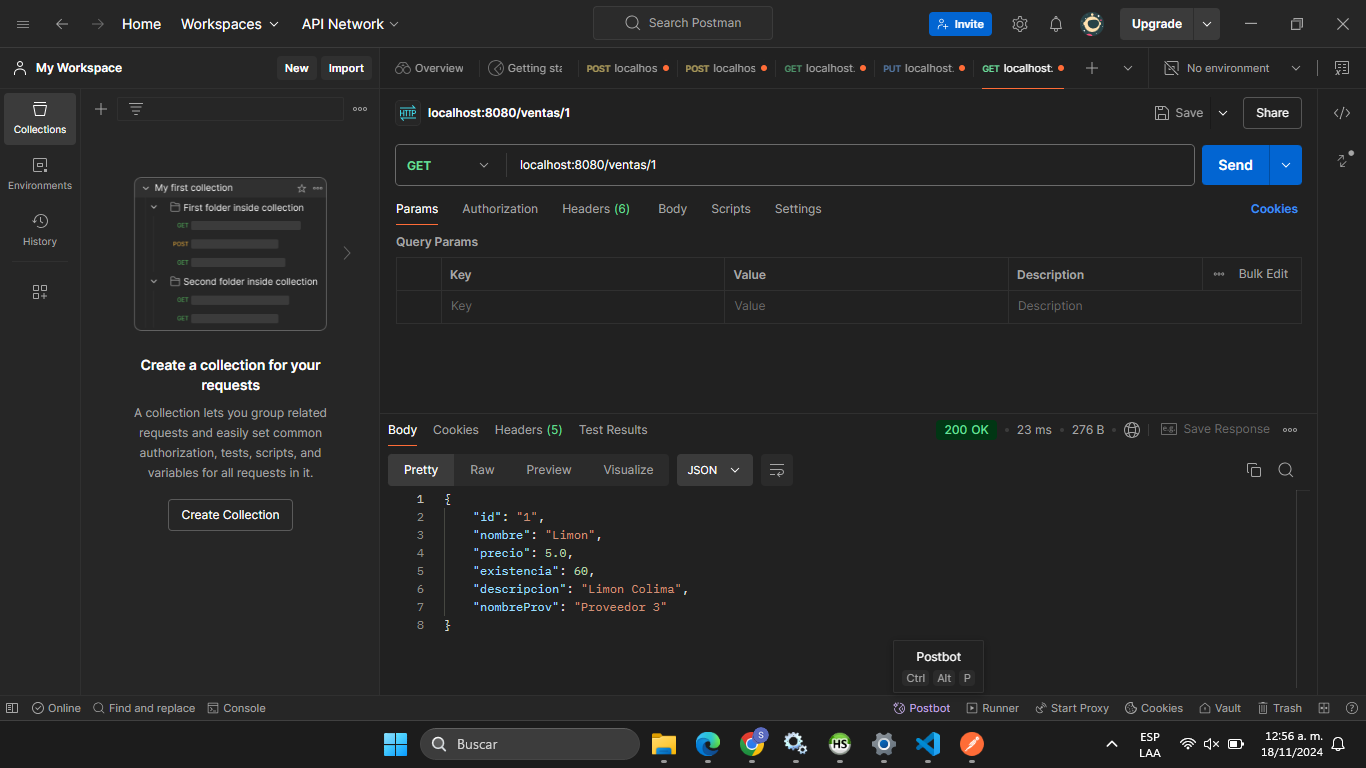 Home Workspaces API Network Search Postman Invite Upgrade
My Workspace New Import Overview Getting sta POST localhos POST localhos GET localhost. PUT localhost. GET localhost: No environment
Collections
Environments
History
My first collection
First folder inside collection
GET
POST
GET
Second folder inside collection
GET
GET
Create a collection for your
requests
A collection lets you group related
requests and easily set common
authorization, tests, scripts, and
variables for all requests in it.
Create Collection
HTTP localhost:8080/ventas/1 Save Share
GET localhost:8080/ventas/1 Send
Params Authorization Headers (6) Body Scripts Settings Cookies
Query Params
Key Value Description Bulk Edit
Key Value Description
Body Cookies Headers (5) Test Results 200 OK 23 ms 276 B e.g. Save Response
Pretty Raw Preview Visualize JSON
1 {
2 "id": "1",
3 "nombre": "Limon",
4 "precio": 5.0,
5 "existencia": 60,
6 "descripcion": "Limon Colima",
7 "nombreProv": "Proveedor 3"
8 }
Postbot
Ctrl Alt P
Online Find and replace Console Postbot Runner Start Proxy Cookies Vault Trash
Buscar S HS
ESP
LAA
12:56 a. m.
18/11/2024